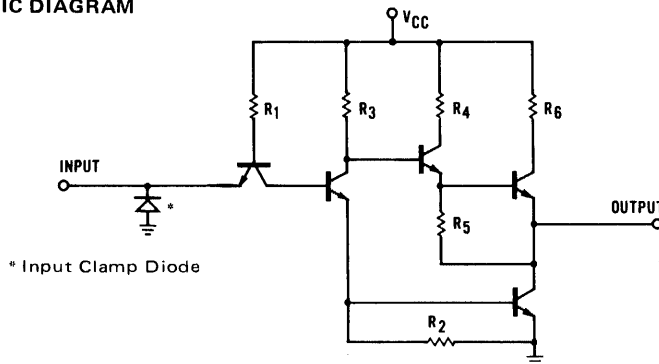 IC DIAGRAM
VCC
R1
R3
R4
R6
INPUT
*
OUTPUT
R5
* Input Clamp Diode
R2